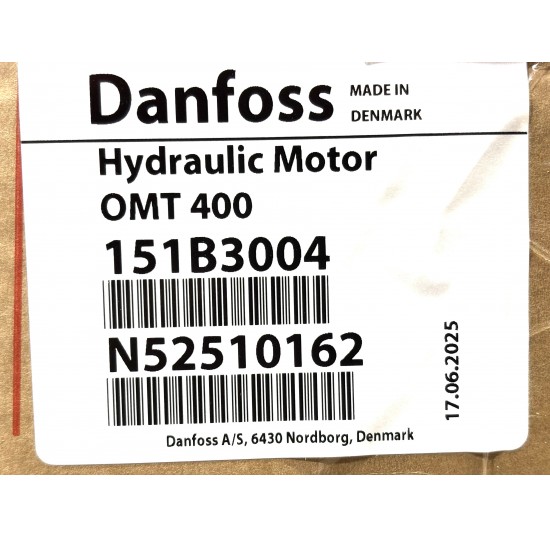 Danfoss
MADE IN
DENMARK
Hydraulic Motor
OMT 400
151B3004
N52510162
17.06.2025
Danfoss A/S, 6430 Nordborg, Denmark